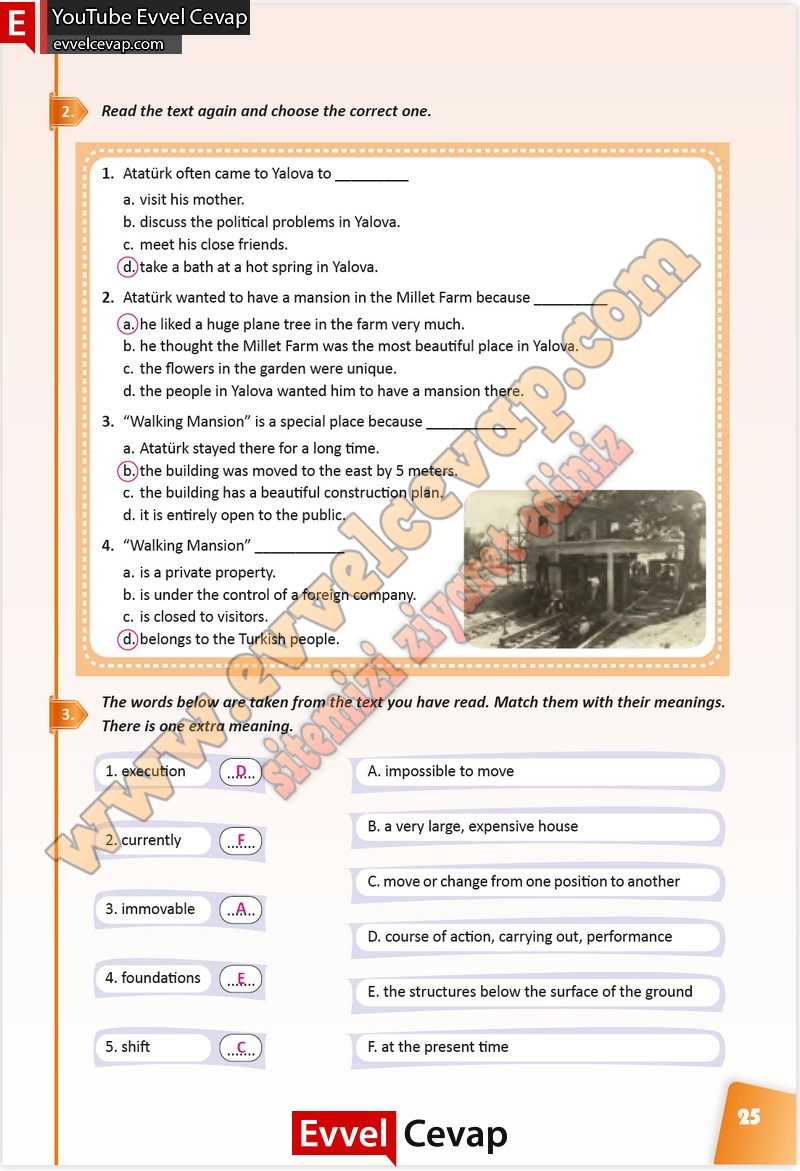 E
YouTube Evvel Cevap
evvelcevap.com
2.
Read the text again and choose the correct one.
1. Atatürk often came to Yalova to _________
a. visit his mother.
b. discuss the political problems in Yalova.
c. meet his close friends.
d. take a bath at a hot spring in Yalova.
2. Atatürk wanted to have a mansion in the Millet Farm because _________
a. he liked a huge plane tree in the farm very much.
b. he thought the Millet Farm was the most beautiful place in Yalova.
c. the flowers in the garden were unique.
d. the people in Yalova wanted him to have a mansion there.
3. “Walking Mansion” is a special place because ___________
a. Atatürk stayed there for a long time.
b. the building was moved to the east by 5 meters.
c. the building has a beautiful construction plan.
d. it is entirely open to the public.
4. “Walking Mansion” ___________
a. is a private property.
b. is under the control of a foreign company.
c. is closed to visitors.
d. belongs to the Turkish people.
www.evvelcevap.com
sitemizi ziyaret ediniz
3.
The words below are taken from the text you have read. Match them with their meanings.
There is one extra meaning.
1. execution D
2. currently F
3. immovable A
4. foundations E
5. shift C
A. impossible to move
B. a very large, expensive house
C. move or change from one position to another
D. course of action, carrying out, performance
E. the structures below the surface of the ground
F. at the present time
25
Evvel Cevap